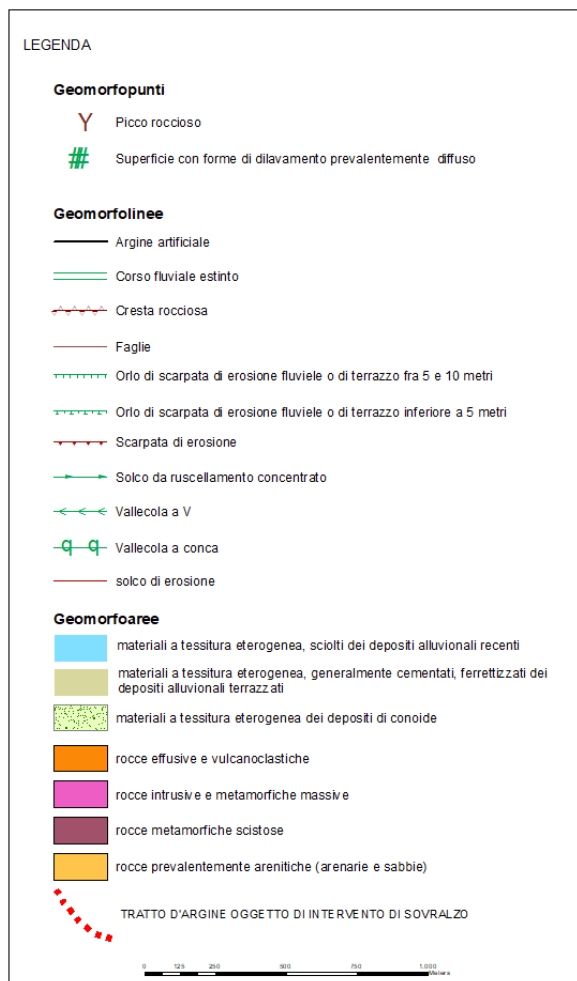 LEGENDA
Geomorfopunti
Picco roccioso
Superficie con forme di dilavamento prevalentemente diffuso
Geomorfolinee
Argine artificiale
Corso fluviale estinto
Cresta rocciosa
Faglie
Orlo di scarpata di erosione fluviele o di terrazzo fra 5 e 10 metri
Orlo di scarpata di erosione fluviele o di terrazzo inferiore a 5 metri
Scarpata di erosione
Solco da ruscellamento concentrato
Vallecola a V
Vallecola a conca
solco di erosione
Geomorfoaree
materiali a tessitura eterogenea, sciolti dei depositi alluvionali recenti
materiali a tessitura eterogenea, generalmente cementati, ferrettizzati dei
depositi alluvionali terrazzati
materiali a tessitura eterogenea dei depositi di conoide
rocce effusive e vulcanoclastiche
rocce intrusive e metamorfiche massive
rocce metamorfiche scistose
rocce prevalentemente arenitiche (arenarie e sabbie)
TRATTO D'ARGINE OGGETTO DI INTERVENTO DI SOVRALZO
0 125 250 500 750 1.000
Meters